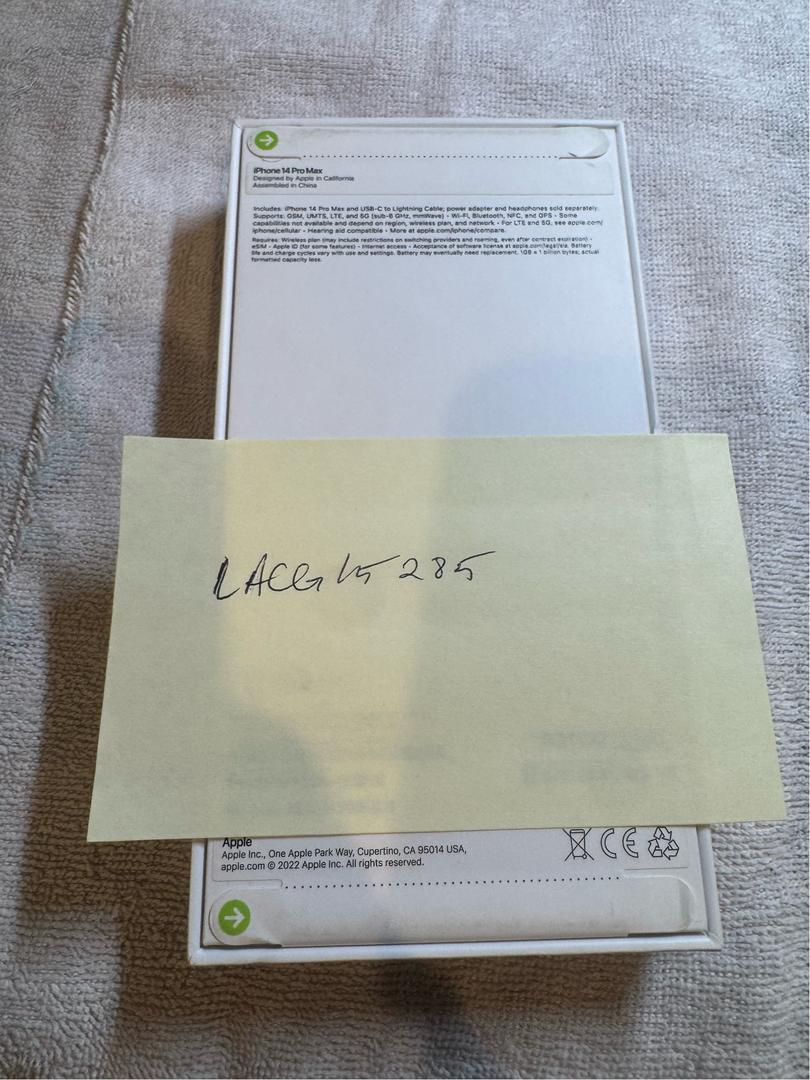 iPhone 14 Pro Max
Designed by Apple in California
Assembled in China
Includes: iPhone 14 Pro Max and USB-C to Lightning Cable; power adapter and headphones sold separately.
Supports: GSM, UMTS, LTE, and 5G (sub-6 GHz, mmWave) • Wi-Fi, Bluetooth, NFC, and GPS • Some
capabilities not available and depend on region, wireless plan, and network • For LTE and 5G, see apple.com/
iphone/cellular • Hearing aid compatible • More at apple.com/iphone/compare.
Requires: Wireless plan (may include restrictions on switching providers and roaming, even after contract expiration) •
eSIM • Apple ID (for some features) • Internet access • Acceptance of software license at apple.com/legal/sla. Battery
life and charge cycles vary with use and settings. Battery may eventually need replacement. 1GB = 1 billion bytes; actual
formatted capacity less.
285
Apple
Apple Inc., One Apple Park Way, Cupertino, CA 95014 USA,
apple.com © 2022 Apple Inc. All rights reserved.
CE